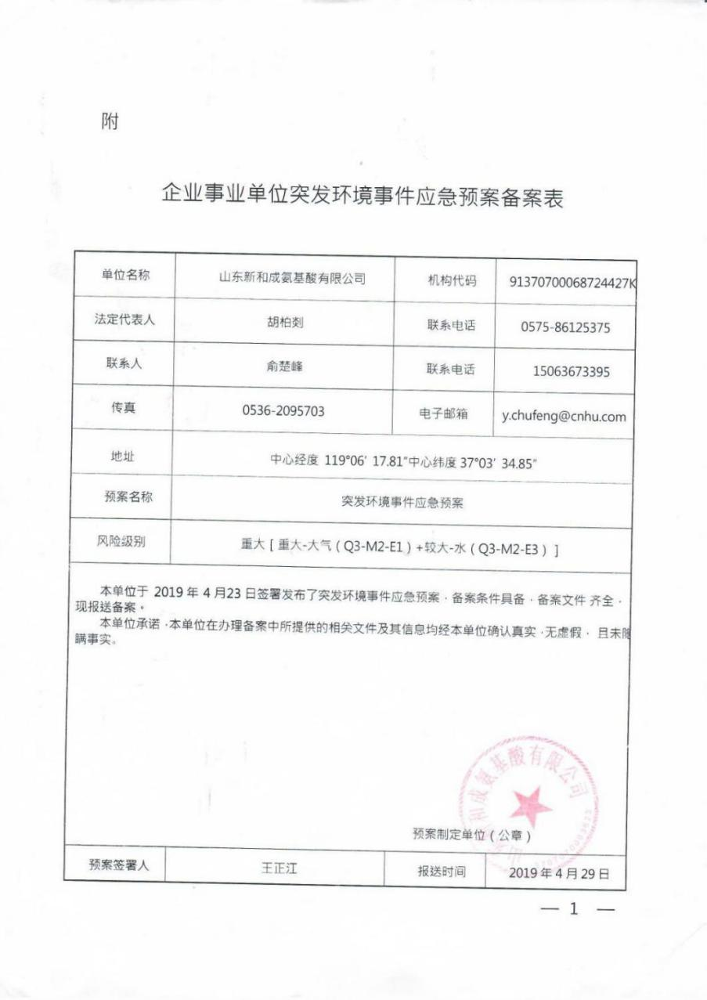 附
企业事业单位突发环境事件应急预案备案表
单位名称 山东新和成氨基酸有限公司 机构代码 91370700068724427K
法定代表人 胡柏剡 联系电话 0575-86125375
联系人 俞楚峰 联系电话 15063673395
传真 0536-2095703 电子邮箱 y.chufeng@cnhu.com
地址 中心经度 119°06′ 17.81″中心纬度 37°03′ 34.85″
预案名称 突发环境事件应急预案
风险级别 重大 [ 重大-大气 ( Q3-M2-E1 ) +较大-水 ( Q3-M2-E3 ) ]
本单位于 2019 年 4 月23 日签署发布了突发环境事件应急预案，备案条件具备，备案文件 齐全，
现报送备案。
本单位承诺，本单位在办理备案中所提供的相关文件及其信息均经本单位确认真实，无虚假， 且未隐
瞒事实。
和成氨基酸有限公司
预案制定单位 ( 公章 )
预案签署人 王正江 报送时间 2019 年 4 月 29 日
— 1 —